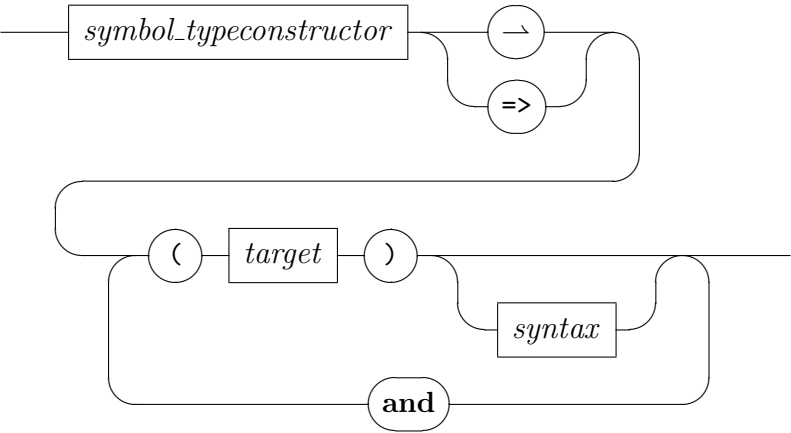 symbol_typeconstructor ⇀
=>
( target )
syntax
and